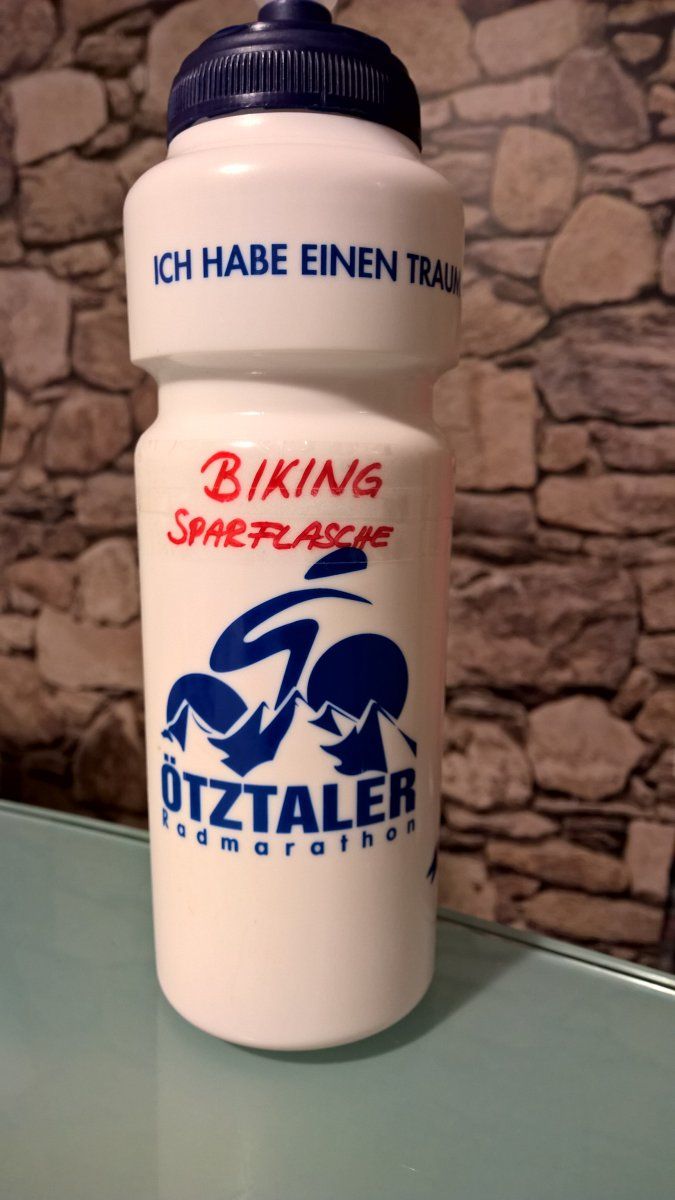 ICH HABE EINEN TRAUM
BIKING
SPARFLASCHE
ÖTZTALER
Radmarathon